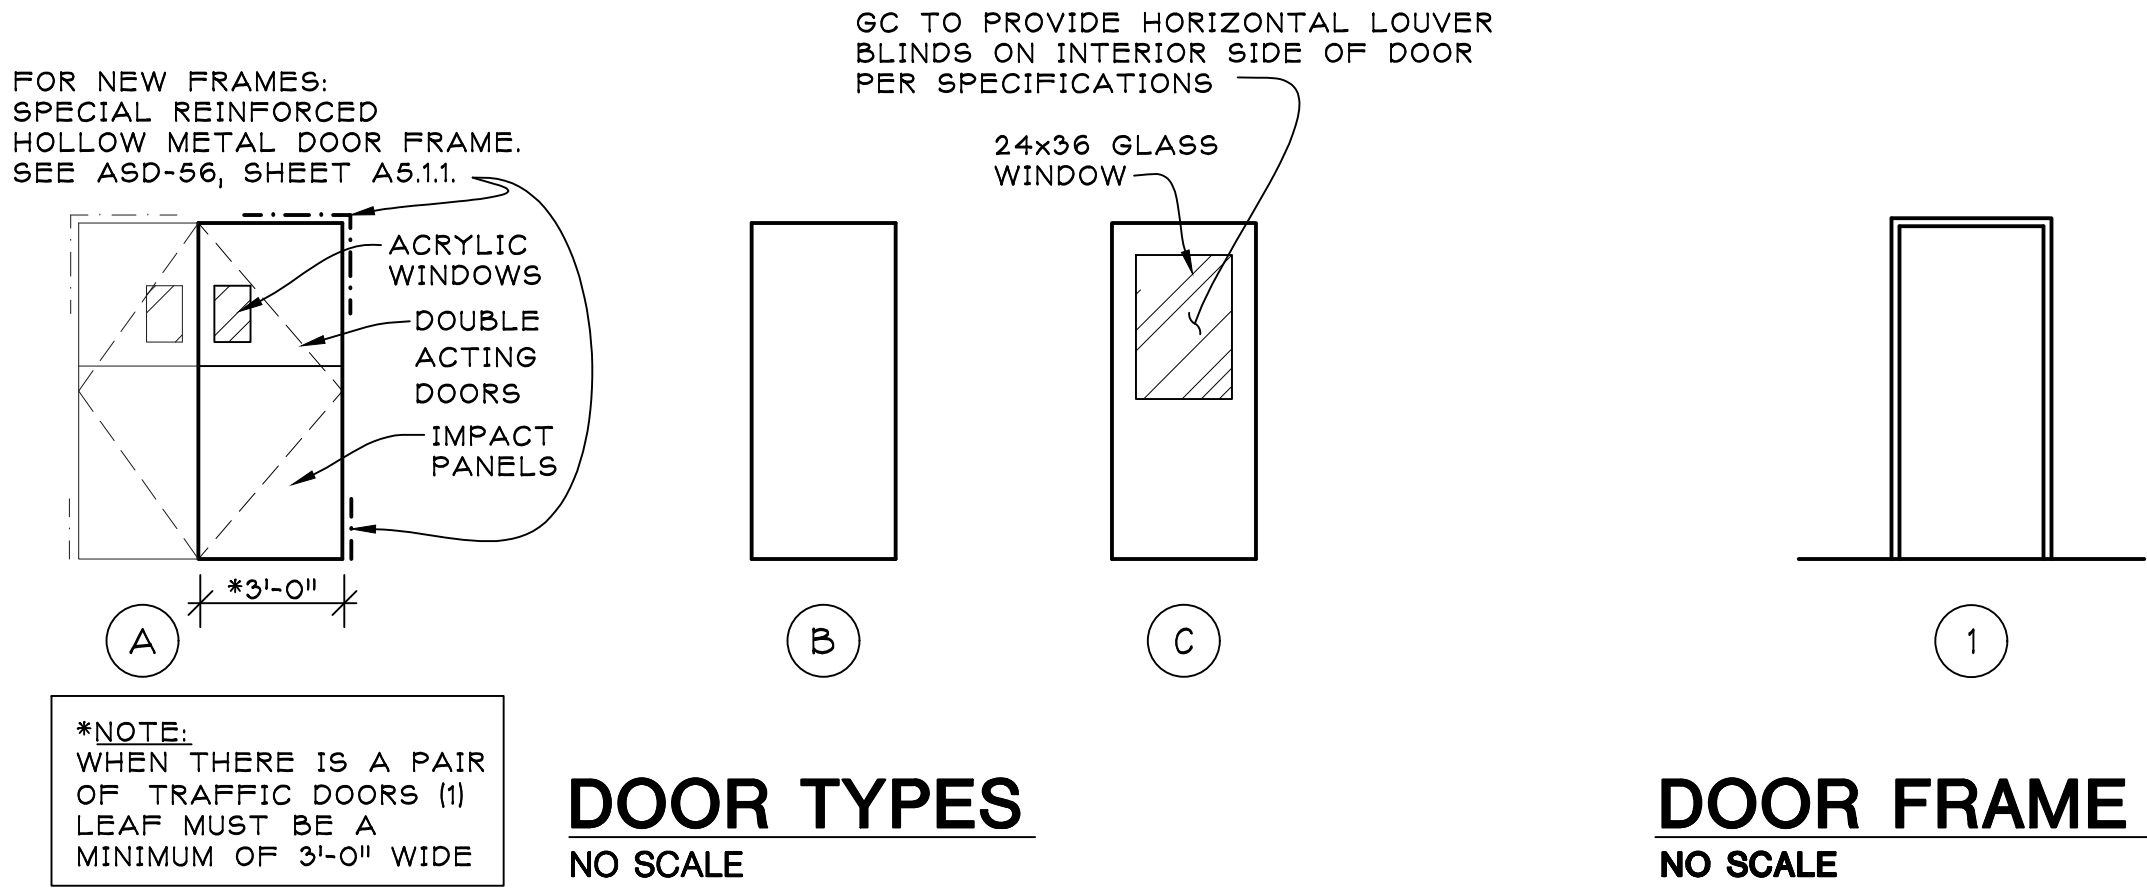 GC TO PROVIDE HORIZONTAL LOUVER
BLINDS ON INTERIOR SIDE OF DOOR
PER SPECIFICATIONS
FOR NEW FRAMES:
SPECIAL REINFORCED
HOLLOW METAL DOOR FRAME.
SEE ASD-56, SHEET A5.1.1.
24x36 GLASS
WINDOW
ACRYLIC
WINDOWS
DOUBLE
ACTING
DOORS
IMPACT
PANELS
*3'-0"
A
B
C
1
*NOTE:
WHEN THERE IS A PAIR
OF TRAFFIC DOORS (1)
LEAF MUST BE A
MINIMUM OF 3'-0" WIDE
DOOR TYPES
NO SCALE
DOOR FRAME
NO SCALE